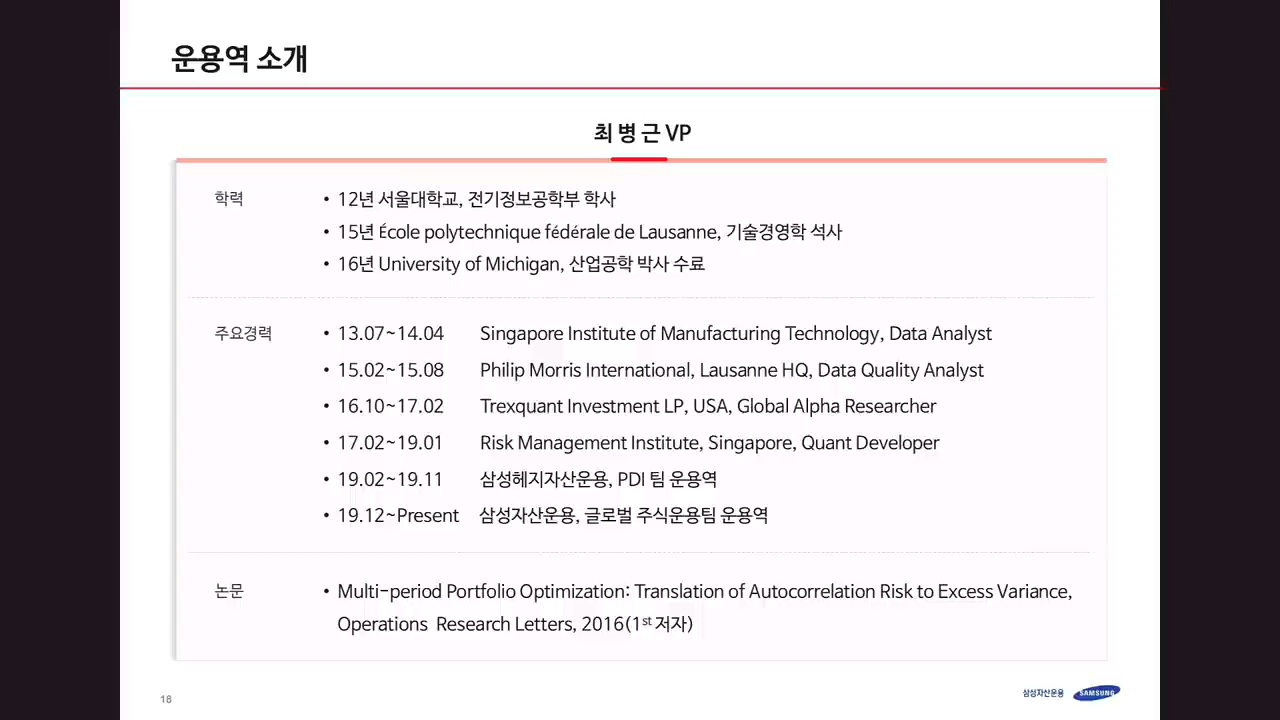 운용역 소개
최 병 근 VP
학력
• 12년 서울대학교, 전기정보공학부 학사
• 15년 École polytechnique fédérale de Lausanne, 기술경영학 석사
• 16년 University of Michigan, 산업공학 박사 수료
주요경력
• 13.07~14.04 Singapore Institute of Manufacturing Technology, Data Analyst
• 15.02~15.08 Philip Morris International, Lausanne HQ, Data Quality Analyst
• 16.10~17.02 Trexquant Investment LP, USA, Global Alpha Researcher
• 17.02~19.01 Risk Management Institute, Singapore, Quant Developer
• 19.02~19.11 삼성헤지자산운용, PDI 팀 운용역
• 19.12~Present 삼성자산운용, 글로벌 주식운용팀 운용역
논문
• Multi-period Portfolio Optimization: Translation of Autocorrelation Risk to Excess Variance,
Operations Research Letters, 2016(1st 저자)
18
삼성자산운용 SAMSUNG